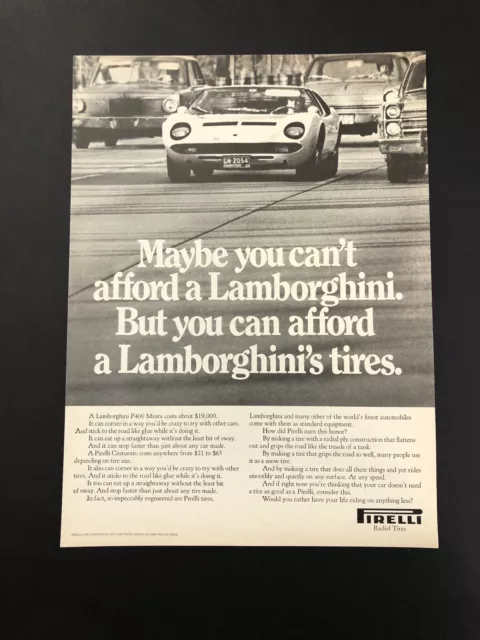 GW 2054
Maybe you can't
afford a Lamborghini.
But you can afford
a Lamborghini's tires.
A Lamborghini P400 Miura costs about $19,000.
It can corner in a way you'd be crazy to try with other cars.
And stick to the road like glue while it's doing it.
It can eat up a straightaway without the least bit of sway.
And it can stop faster than just about any car made.
A Pirelli Cinturato costs anywhere from $21 to $65
depending on tire size.
It also can corner in a way you'd be crazy to try with other
tires. And it sticks to the road like glue while it's doing it.
It too can eat up a straightaway without the least bit
of sway. And stop faster than just about any tire made.
In fact, so impeccably engineered are Pirelli tires,
Lamborghini and many other of the world's finest automobiles
come with them as standard equipment.
How did Pirelli earn this honor?
By making a tire with a radial ply construction that flattens
out and grips the road like the treads of a tank.
By making a tire that grips the road so well, many people use
it as a snow tire.
And by making a tire that does all these things and yet rides
smoothly and quietly on any surface. At any speed.
And if right now you're thinking that your car doesn't need
a tire as good as a Pirelli, consider this.
Would you rather have your life riding on anything less?
PIRELLI
Radial Tires